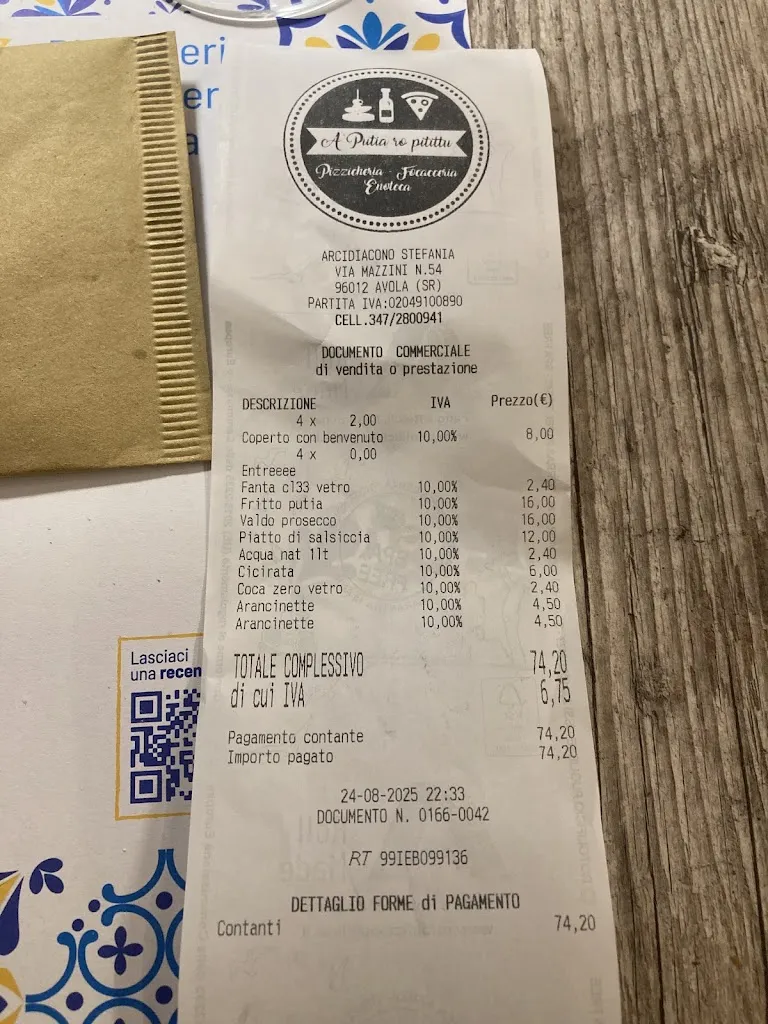 eri
er
a
A Putia ro pitittu
Pizzicheria - Focacceria
Enoteca
ARCIDIACONO STEFANIA
VIA MAZZINI N.54
96012 AVOLA (SR)
PARTITA IVA:02049100890
CELL.347/2800941
DOCUMENTO COMMERCIALE
di vendita o prestazione
DESCRIZIONE IVA Prezzo(€)
4 x 2,00
Coperto con benvenuto 10,00% 8,00
4 x 0,00
Entreeee
Fanta cl33 vetro 10,00% 2,40
Fritto putia 10,00% 16,00
Valdo prosecco 10,00% 16,00
Piatto di salsiccia 10,00% 12,00
Acqua nat 1lt 10,00% 2,40
Cicirata 10,00% 6,00
Coca zero vetro 10,00% 2,40
Arancinette 10,00% 4,50
Arancinette 10,00% 4,50
TOTALE COMPLESSIVO 74,20
di cui IVA 6,75
Pagamento contante 74,20
Importo pagato 74,20
24-08-2025 22:33
DOCUMENTO N. 0166-0042
RT 99IEB099136
DETTAGLIO FORME di PAGAMENTO
Contanti 74,20
Lasciaci
una recen